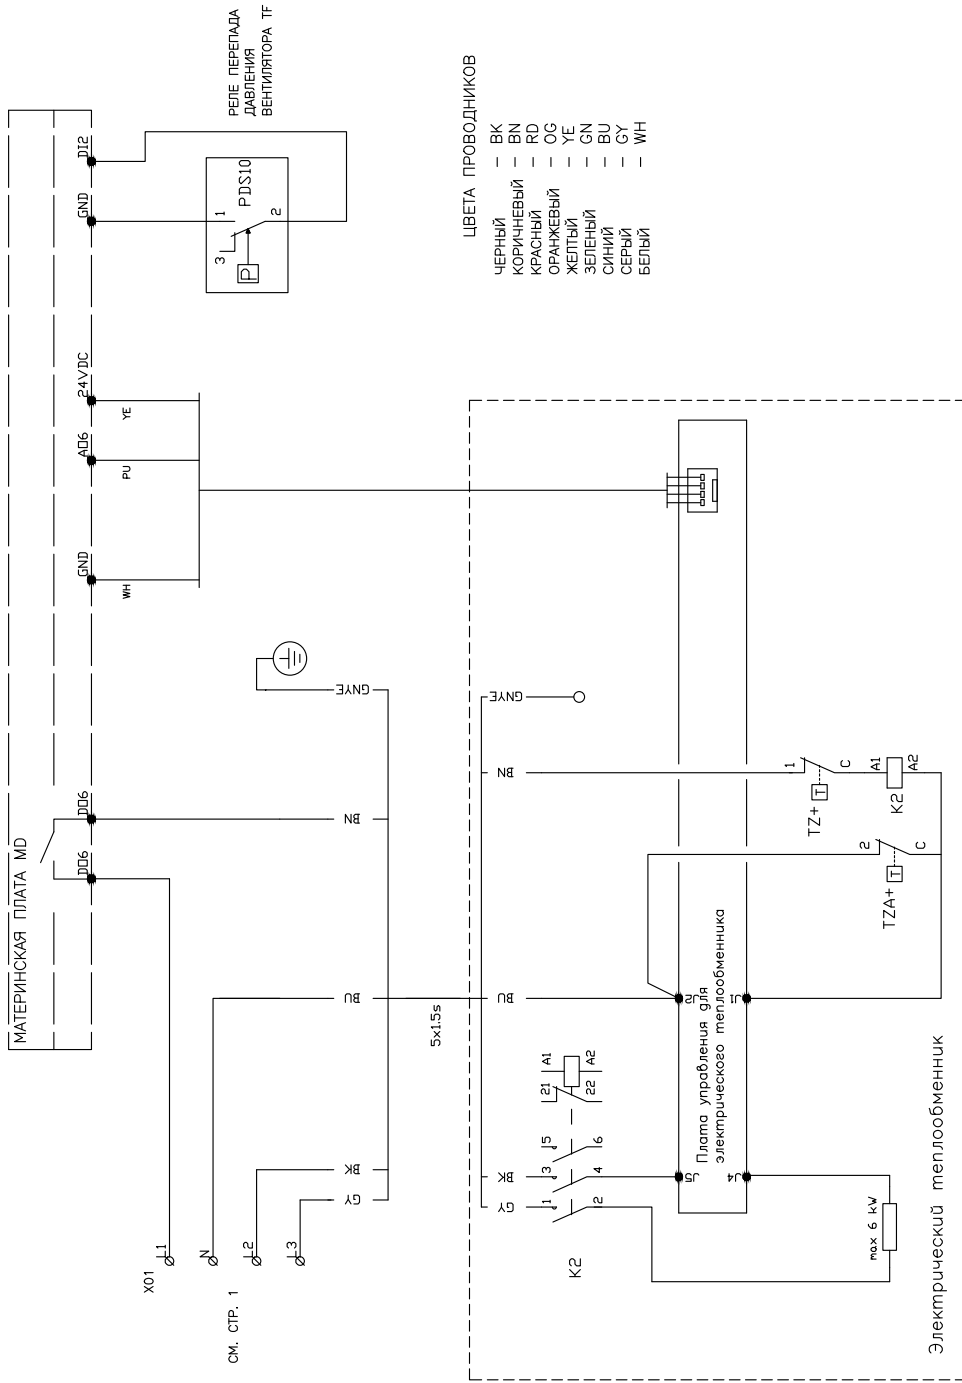 МАТЕРИНСКАЯ ПЛАТА MD
DO6
DO6
GND
AO6
24VDC
GND
DI2
WH
PU
YE
РЕЛЕ ПЕРЕПАДА
ДАВЛЕНИЯ
ВЕНТИЛЯТОРА TF
PDS10
1
2
3
P
X01
L1
N
L2
L3
СМ. СТР. 1
GY
BK
BU
BN
GNYE
5x1.5s
ЦВЕТА ПРОВОДНИКОВ
ЧЕРНЫЙ – BK
КОРИЧНЕВЫЙ – BN
КРАСНЫЙ – RD
ОРАНЖЕВЫЙ – OG
ЖЕЛТЫЙ – YE
ЗЕЛЕНЫЙ – GN
СИНИЙ – BU
СЕРЫЙ – GY
БЕЛЫЙ – WH
GY
BK
BU
BN
GNYE
K2
1
2
3
4
5
6
21
22
A1
A2
J5
J4
J2
J1
Плата управления для
электрического теплообменника
TZ+
T
1
C
K2
A1
A2
TZA+
T
2
C
max 6 kW
Электрический теплообменник